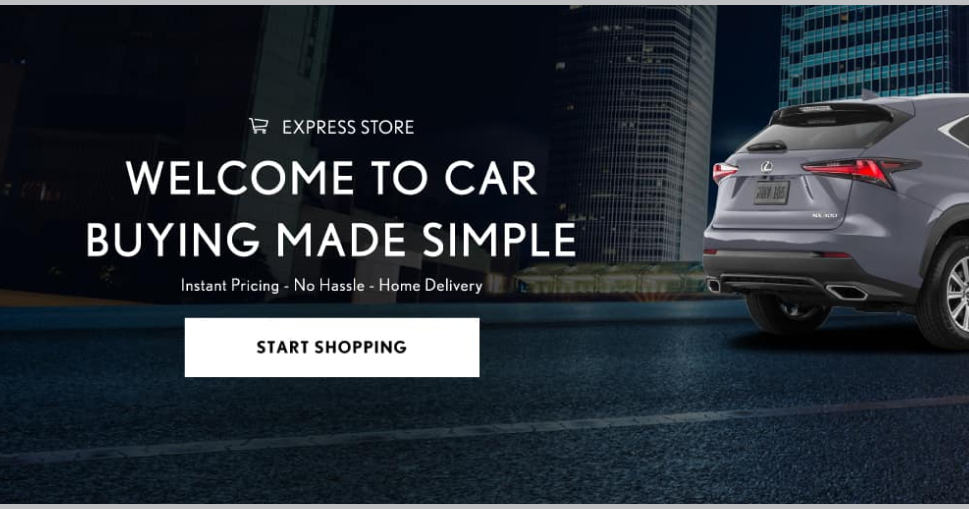 EXPRESS STORE
WELCOME TO CAR
BUYING MADE SIMPLE
Instant Pricing - No Hassle - Home Delivery
START SHOPPING